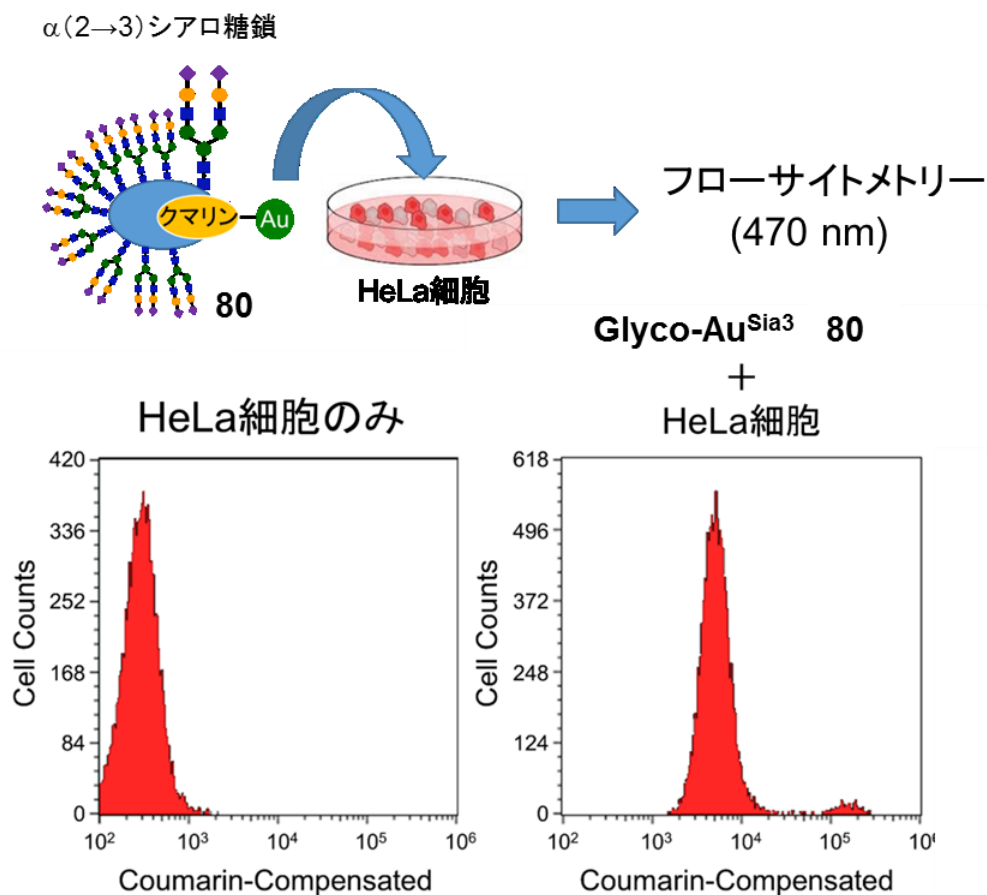 α(2→3)シアロ糖鎖
クマリン
Au
80
HeLa細胞
フローサイトメトリー
(470 nm)
Glyco-Au^Sia3 80
+
HeLa細胞
HeLa細胞のみ
420
336
252
168
84
0
Cell Counts
10²
10³
10⁴
10⁵
10⁶
Coumarin-Compensated
618
496
372
248
124
0
Cell Counts
10²
10³
10⁴
10⁵
10⁶
Coumarin-Compensated